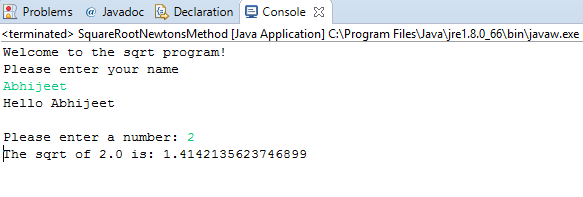 Problems @ Javadoc Declaration Console
<terminated> SquareRootNewtonsMethod [Java Application] C:\Program Files\Java\jre1.8.0_66\bin\javaw.exe
Welcome to the sqrt program!
Please enter your name
Abhijeet
Hello Abhijeet
Please enter a number: 2
The sqrt of 2.0 is: 1.4142135623746899